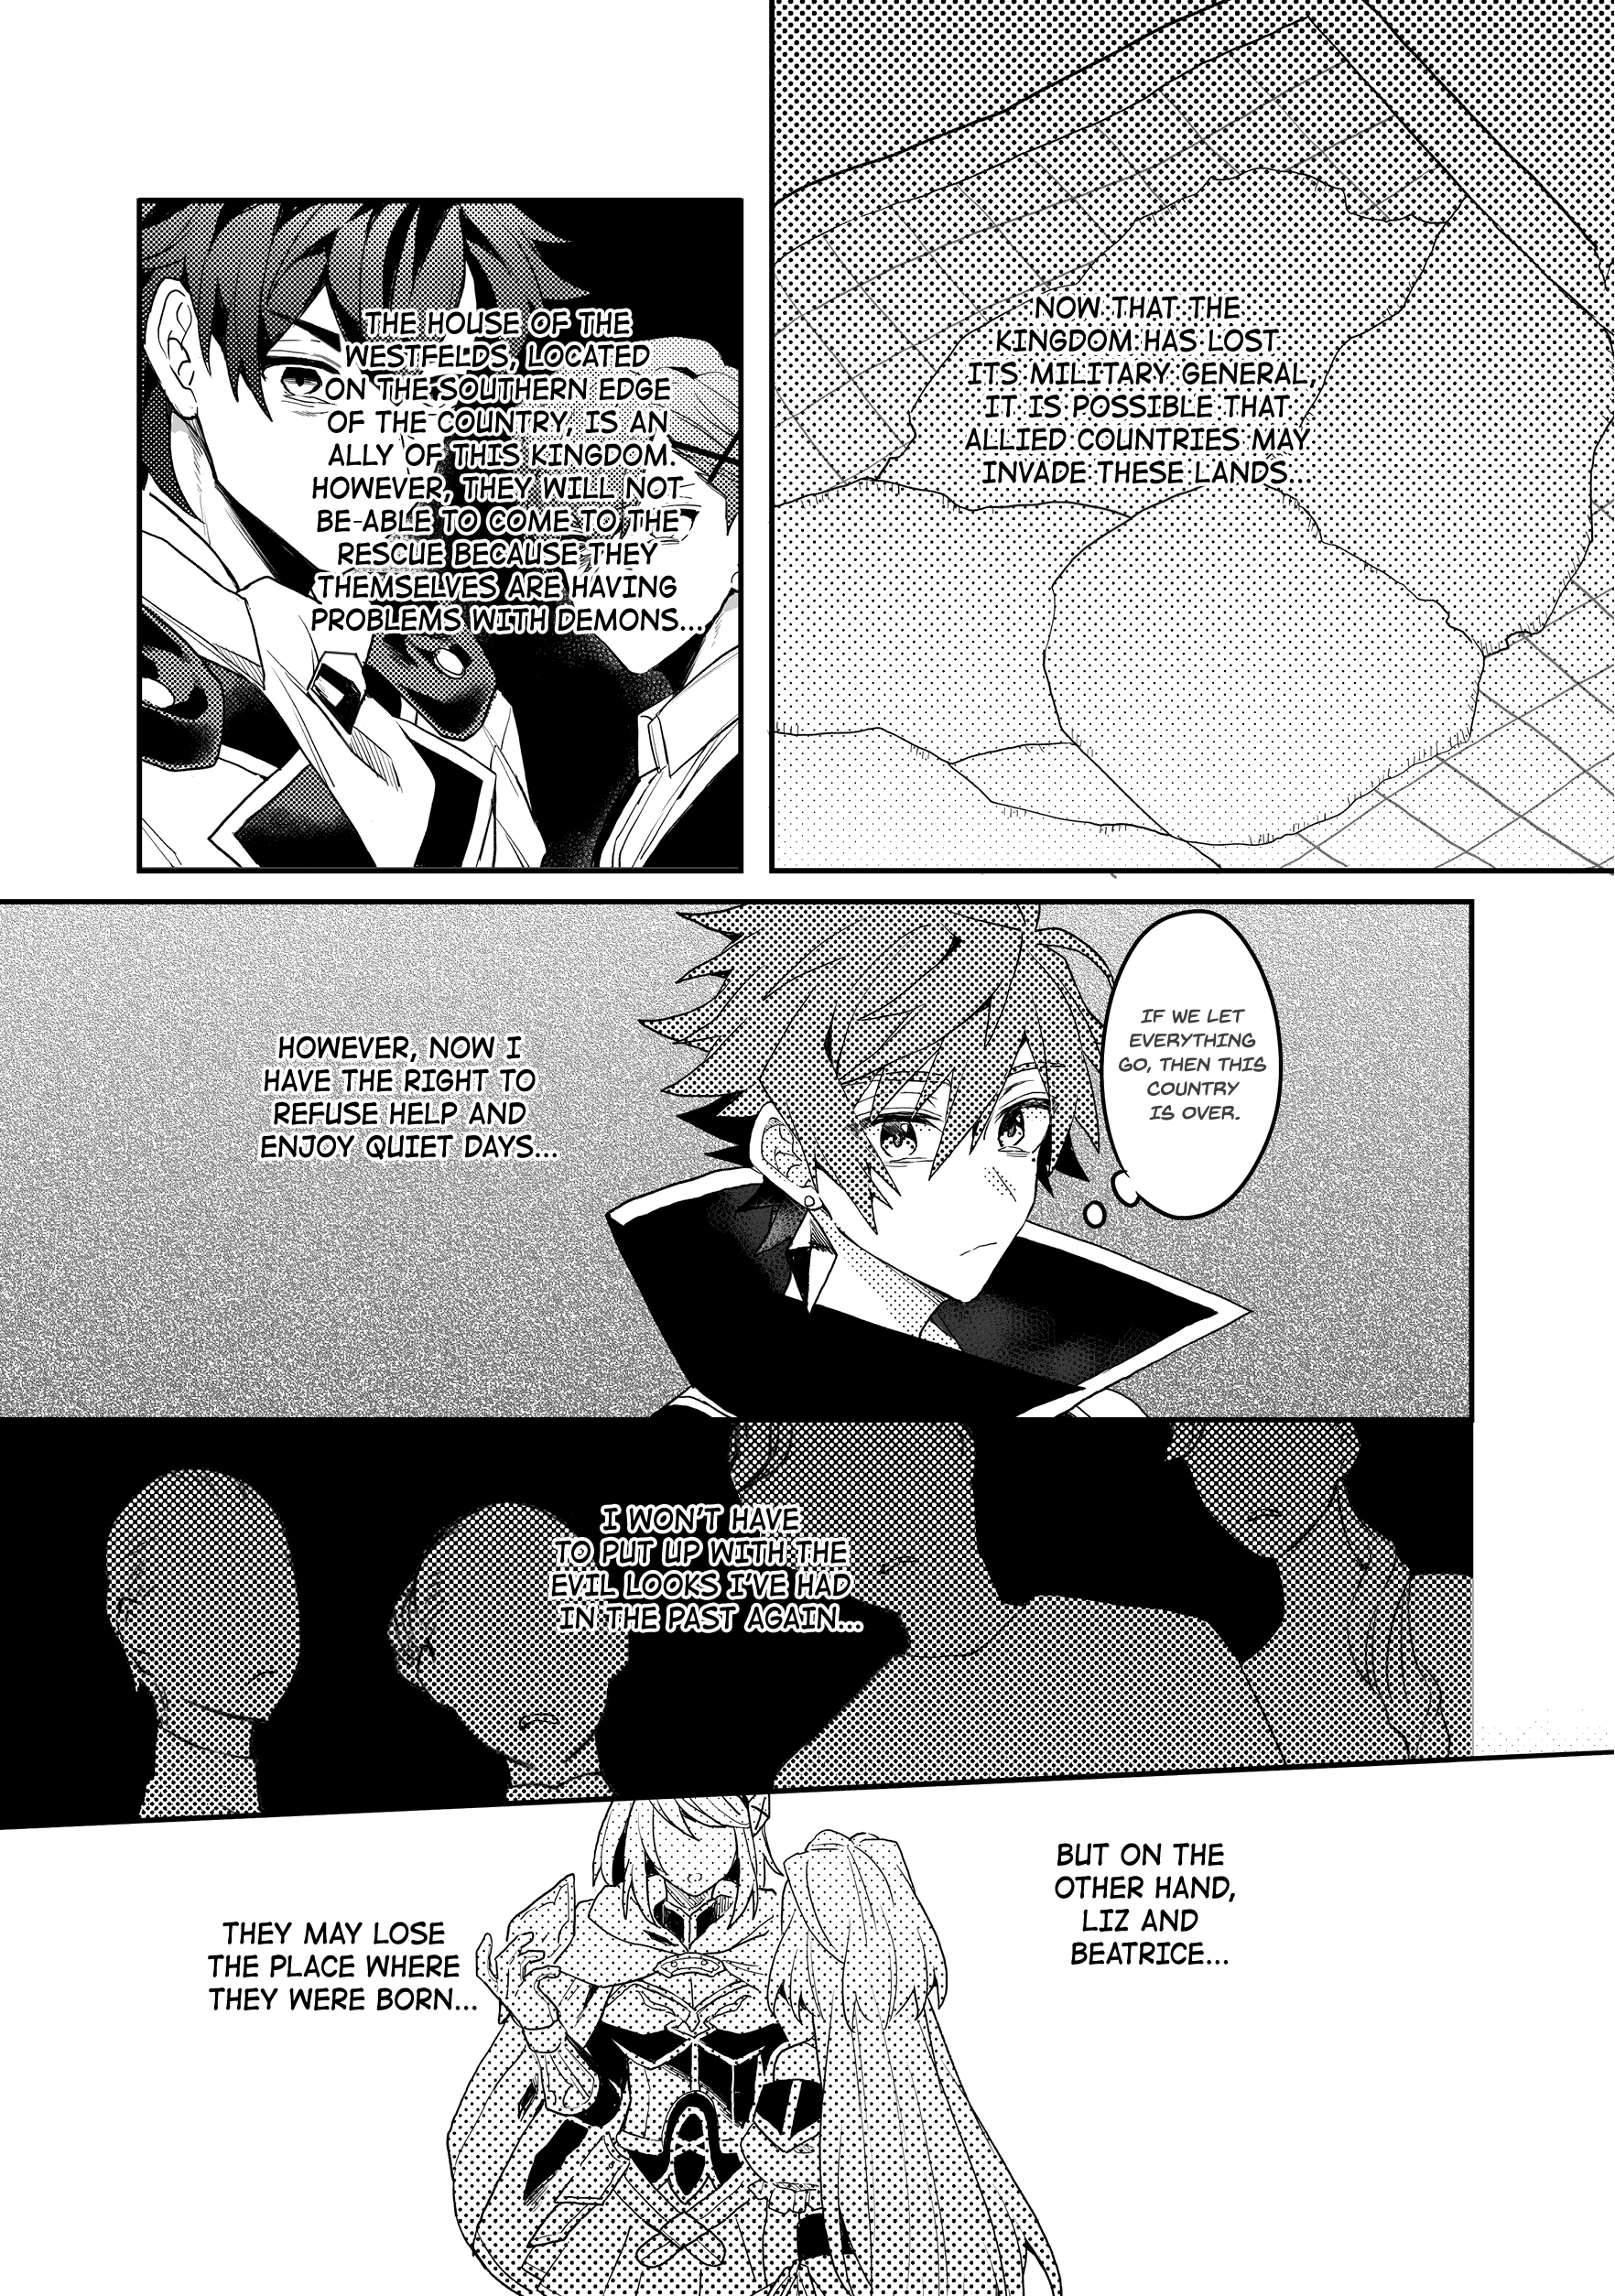 NOW THAT THE
KINGDOM HAS LOST
ITS MILITARY GENERAL,
IT IS POSSIBLE THAT
ALLIED COUNTRIES MAY
INVADE THESE LANDS...
THE HOUSE OF THE
WESTFELDS, LOCATED
ON THE SOUTHERN EDGE
OF THE COUNTRY, IS AN
ALLY OF THIS KINGDOM.
HOWEVER, THEY WILL NOT
BE-ABLE TO COME TO THE
RESCUE BECAUSE THEY
THEMSELVES ARE HAVING
PROBLEMS WITH DEMONS...
IF WE LET
EVERYTHING
GO, THEN THIS
COUNTRY
IS OVER.
HOWEVER, NOW I
HAVE THE RIGHT TO
REFUSE HELP AND
ENJOY QUIET DAYS...
I WON'T HAVE
TO PUT UP WITH THE
EVIL LOOKS I'VE HAD
IN THE PAST AGAIN...
BUT ON THE
OTHER HAND,
LIZ AND
BEATRICE...
THEY MAY LOSE
THE PLACE WHERE
THEY WERE BORN...